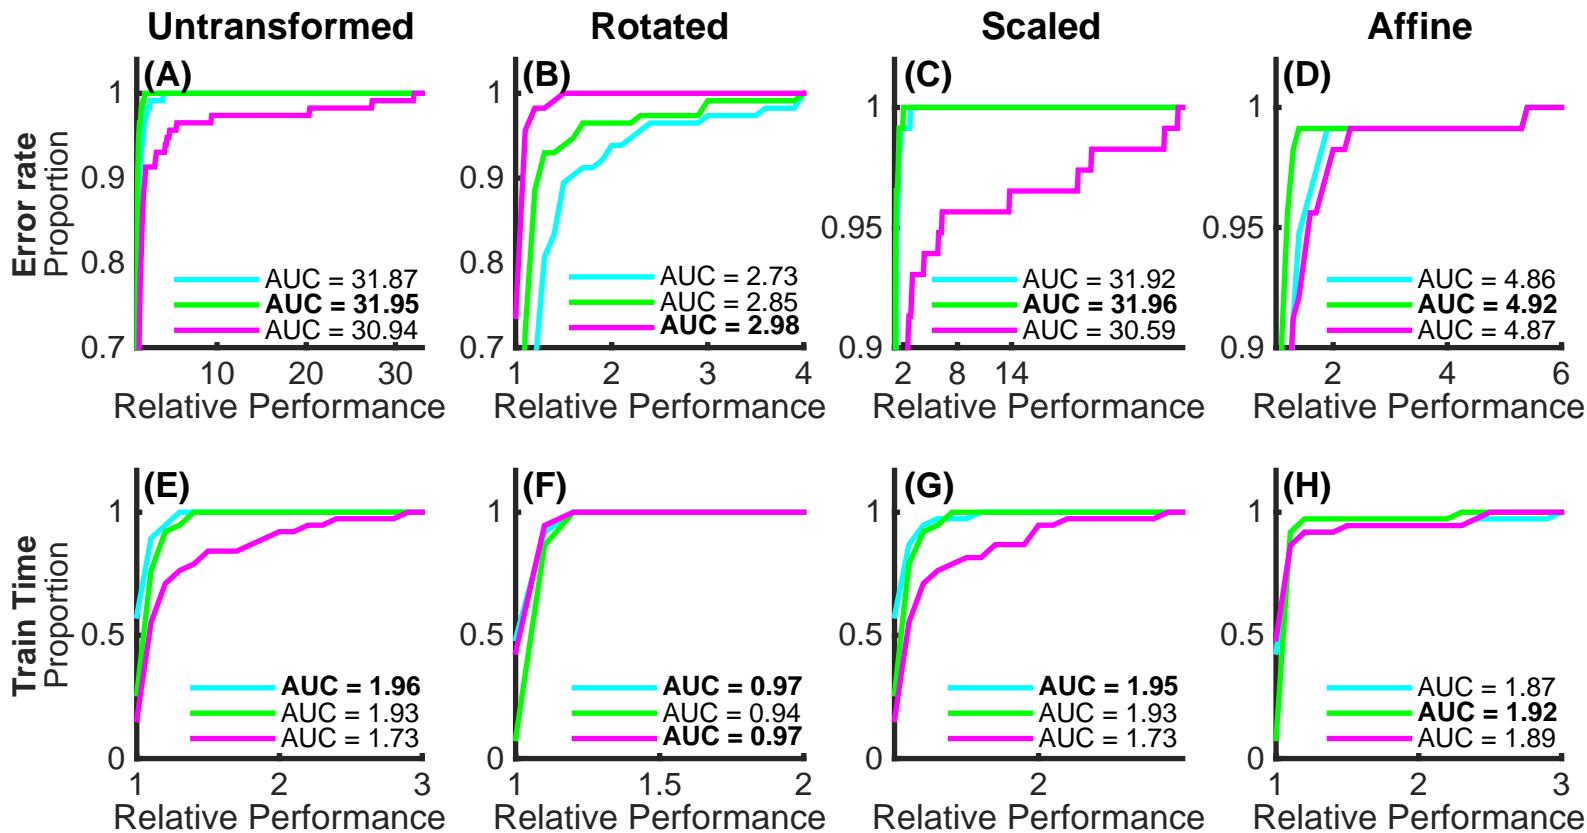 Untransformed
Rotated
Scaled
Affine
Error rate
Proportion
(A)
1
0.9
0.8
0.7
AUC = 31.87
AUC = 31.95
AUC = 30.94
10
20
30
Relative Performance
(B)
1
0.9
0.8
0.7
AUC = 2.73
AUC = 2.85
AUC = 2.98
1
2
3
4
Relative Performance
(C)
1
0.95
0.9
AUC = 31.92
AUC = 31.96
AUC = 30.59
2
8
14
Relative Performance
(D)
1
0.95
0.9
AUC = 4.86
AUC = 4.92
AUC = 4.87
2
4
6
Relative Performance
Train Time
Proportion
(E)
1
0.5
0
AUC = 1.96
AUC = 1.93
AUC = 1.73
1
2
3
Relative Performance
(F)
1
0.5
0
AUC = 0.97
AUC = 0.94
AUC = 0.97
1
1.5
2
Relative Performance
(G)
1
0.5
0
AUC = 1.95
AUC = 1.93
AUC = 1.73
2
Relative Performance
(H)
1
0.5
0
AUC = 1.87
AUC = 1.92
AUC = 1.89
1
2
3
Relative Performance